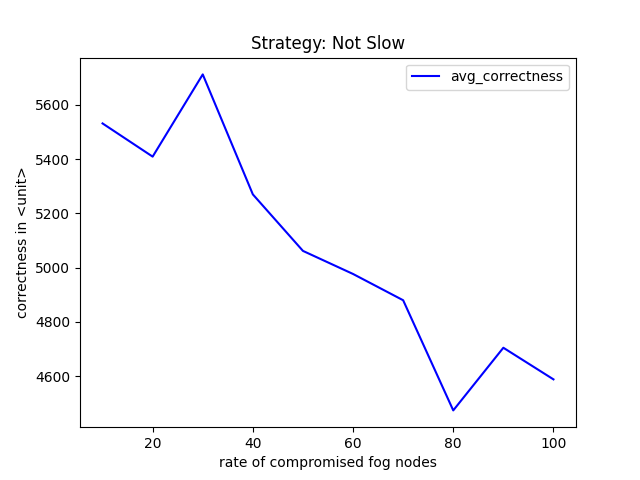 Strategy: Not Slow
avg_correctness
correctness in <unit>
5600
5400
5200
5000
4800
4600
20
40
60
80
100
rate of compromised fog nodes